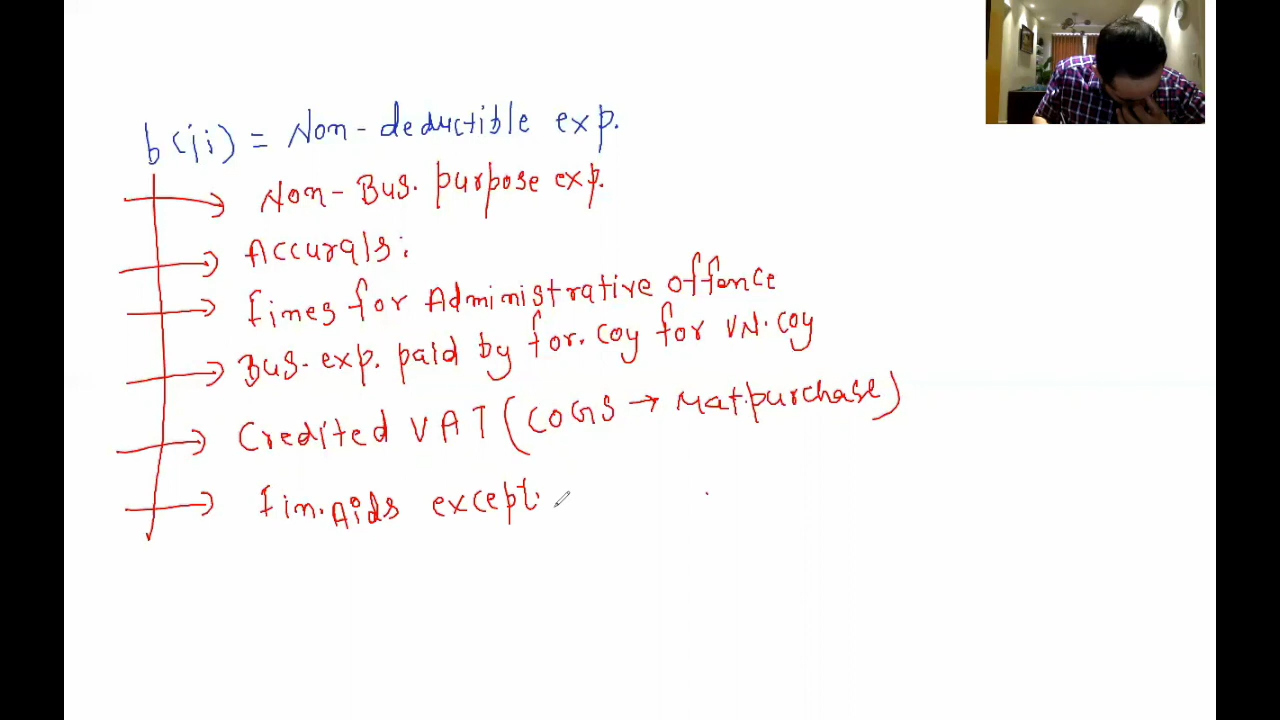 b(ii) = Non-deductible exp.
Non-Bus. purpose exp.
Accurals:
Fines for Administrative offence
Bus. exp. paid by for. coy for VN. coy
Credited VAT (COGS → Mat. purchase)
Fin. Aids except: